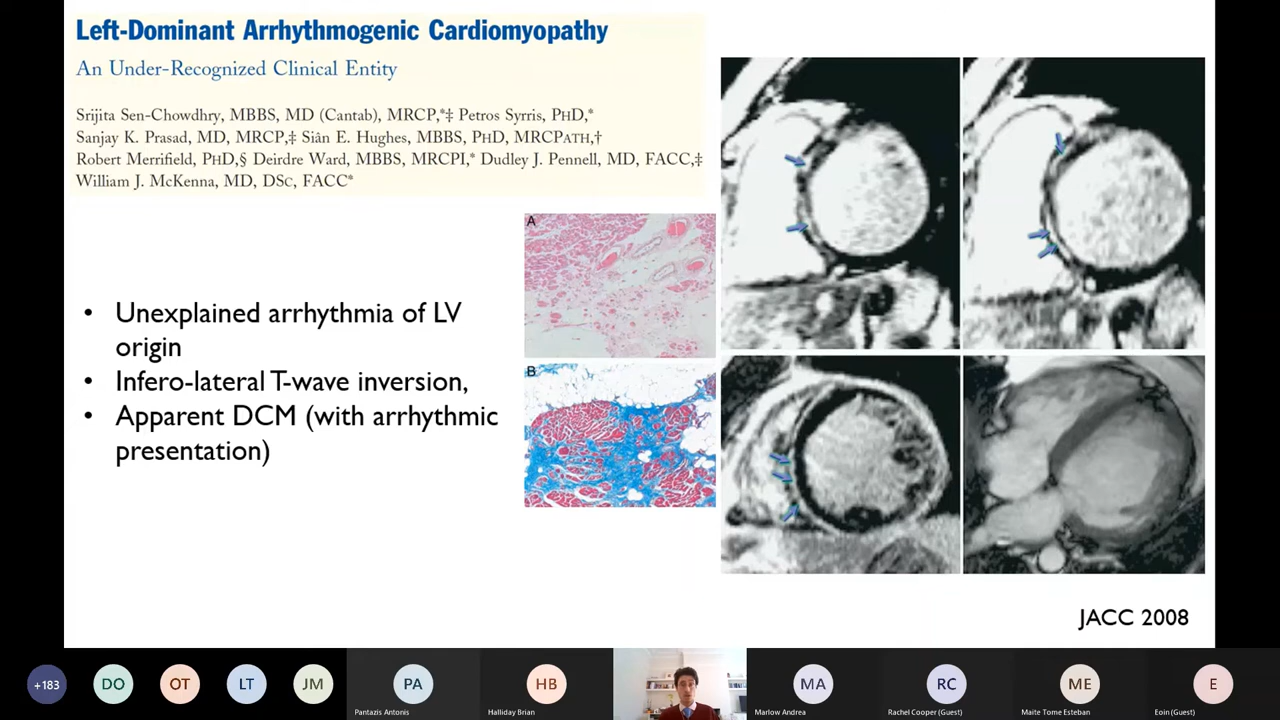 Left-Dominant Arrhythmogenic Cardiomyopathy
An Under-Recognized Clinical Entity
Srijita Sen-Chowdhry, MBBS, MD (Cantab), MRCP,*‡ Petros Syrris, PhD,*
Sanjay K. Prasad, MD, MRCP,‡ Siân E. Hughes, MBBS, PhD, MRCPath,†
Robert Merrifield, PhD,§ Deirdre Ward, MBBS, MRCPI,* Dudley J. Pennell, MD, FACC,‡
William J. McKenna, MD, DSc, FACC*
A
• Unexplained arrhythmia of LV
origin
• Infero-lateral T-wave inversion,
• Apparent DCM (with arrhythmic
presentation)
B
JACC 2008
+183
DO
OT
LT
JM
PA
HB
MA
RC
ME
E
Pantazis Antonis
Halliday Brian
Marlow Andrea
Rachel Cooper (Guest)
Maite Tome Esteban
Eoin (Guest)